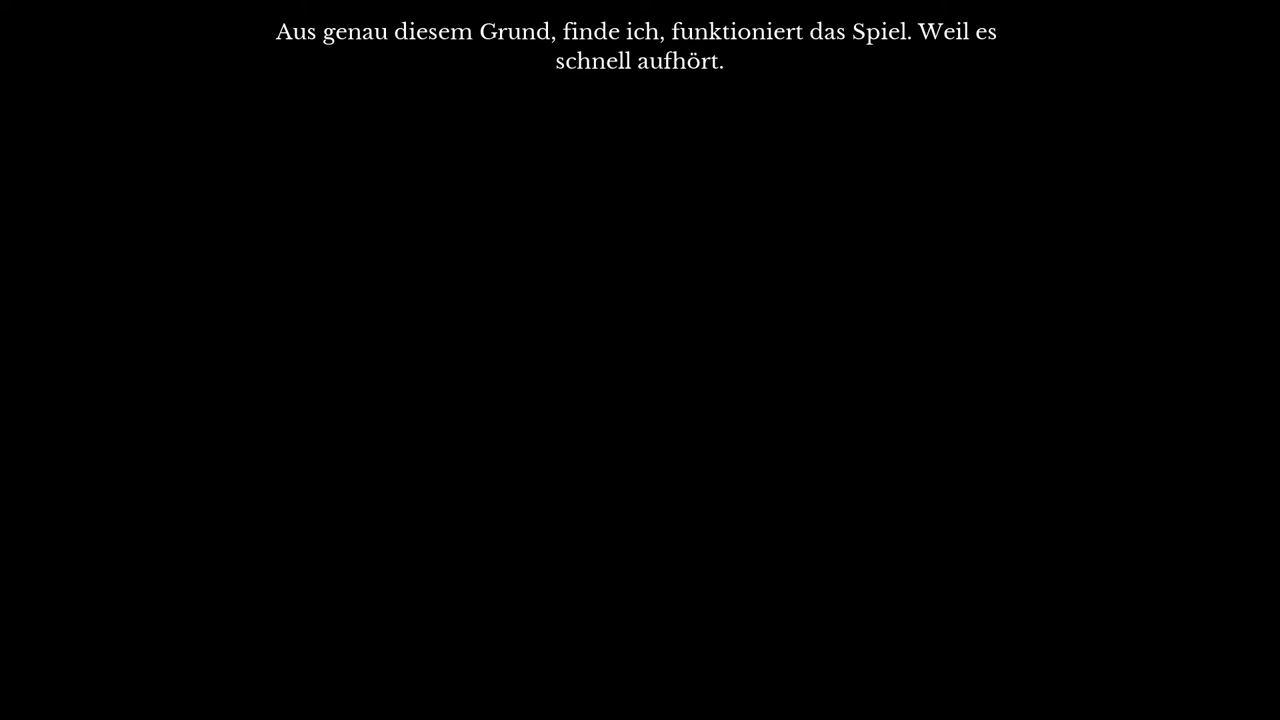 Aus genau diesem Grund, finde ich, funktioniert das Spiel. Weil es
schnell aufhört.